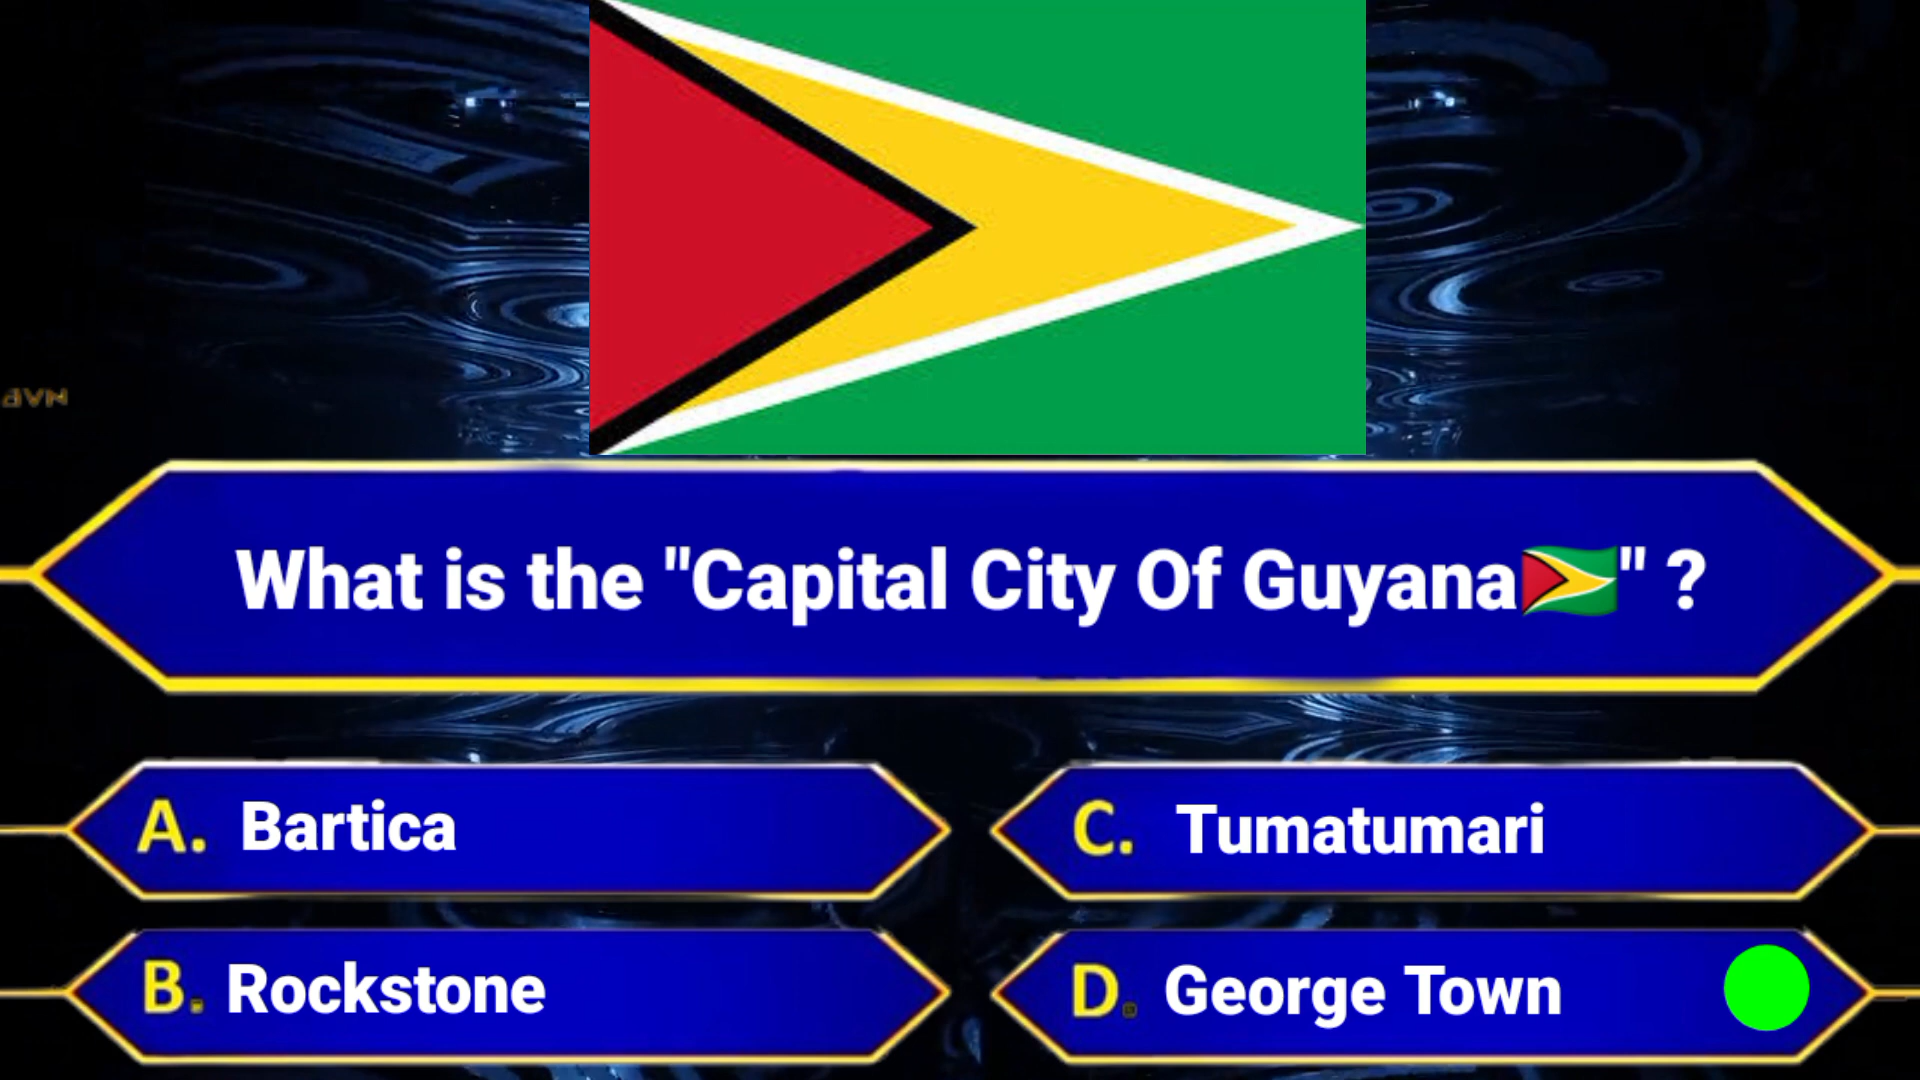 What is the "Capital City Of Guyana🇬🇾" ?
A. Bartica
C. Tumatumari
B. Rockstone
D. George Town